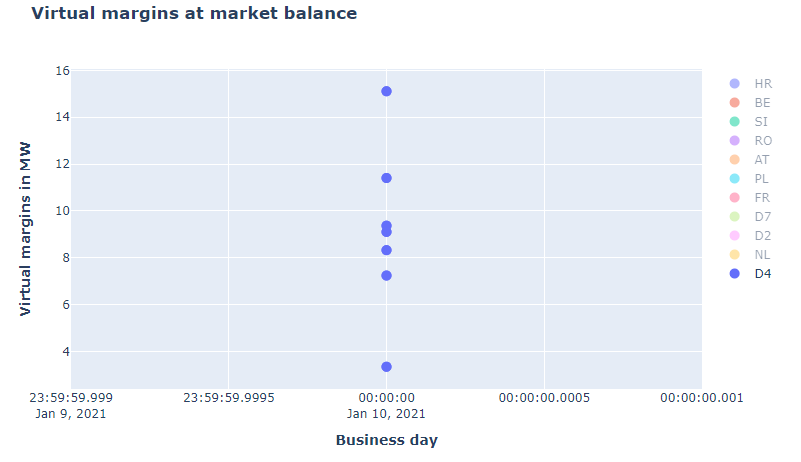 Virtual margins at market balance
Virtual margins in MW
16
14
12
10
8
6
4
23:59:59.999
Jan 9, 2021
23:59:59.9995
00:00:00
Jan 10, 2021
00:00:00.0005
00:00:00.001
Business day
HR
BE
SI
RO
AT
PL
FR
D7
D2
NL
D4